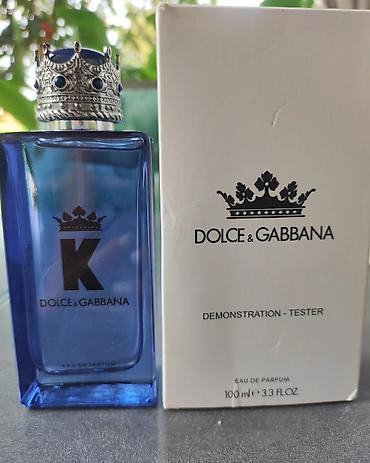 K
DOLCE & GABBANA
EAU DE PARFUM
DOLCE & GABBANA
DEMONSTRATION - TESTER
EAU DE PARFUM
100 ml ℮ 3.3 FL.OZ.